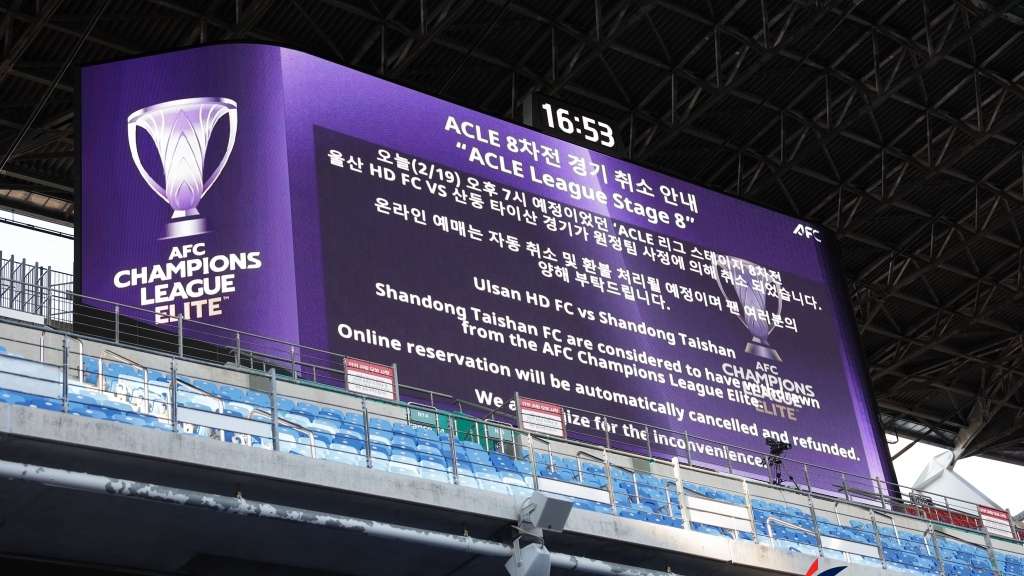 16:53
ACLE 8차전 경기 취소 안내
"ACLE League Stage 8"
오늘(2/19) 오후 7시 예정이었던 'ACLE 리그 스테이지 8차전
울산 HD FC VS 산동 타이산 경기가 원정팀 사정에 의해 취소 되었습니다.
온라인 예매는 자동 취소 및 환불 처리될 예정이며 팬 여러분의
양해 부탁드립니다.
Ulsan HD FC vs Shandong Taishan
Shandong Taishan FC are considered to have withdrawn
from the AFC Champions League Elite.
Online reservation will be automatically cancelled and refunded.
We ize for the inconvenience.
AFC
CHAMPIONS
LEAGUE
ELITE™
AFC
AFC
CHAMPIONS
LEAGUE
ELITE